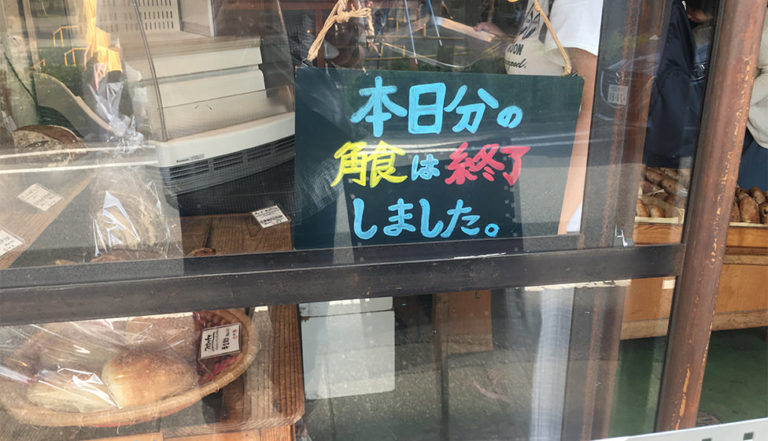 本日分の
角食は終了
しました。